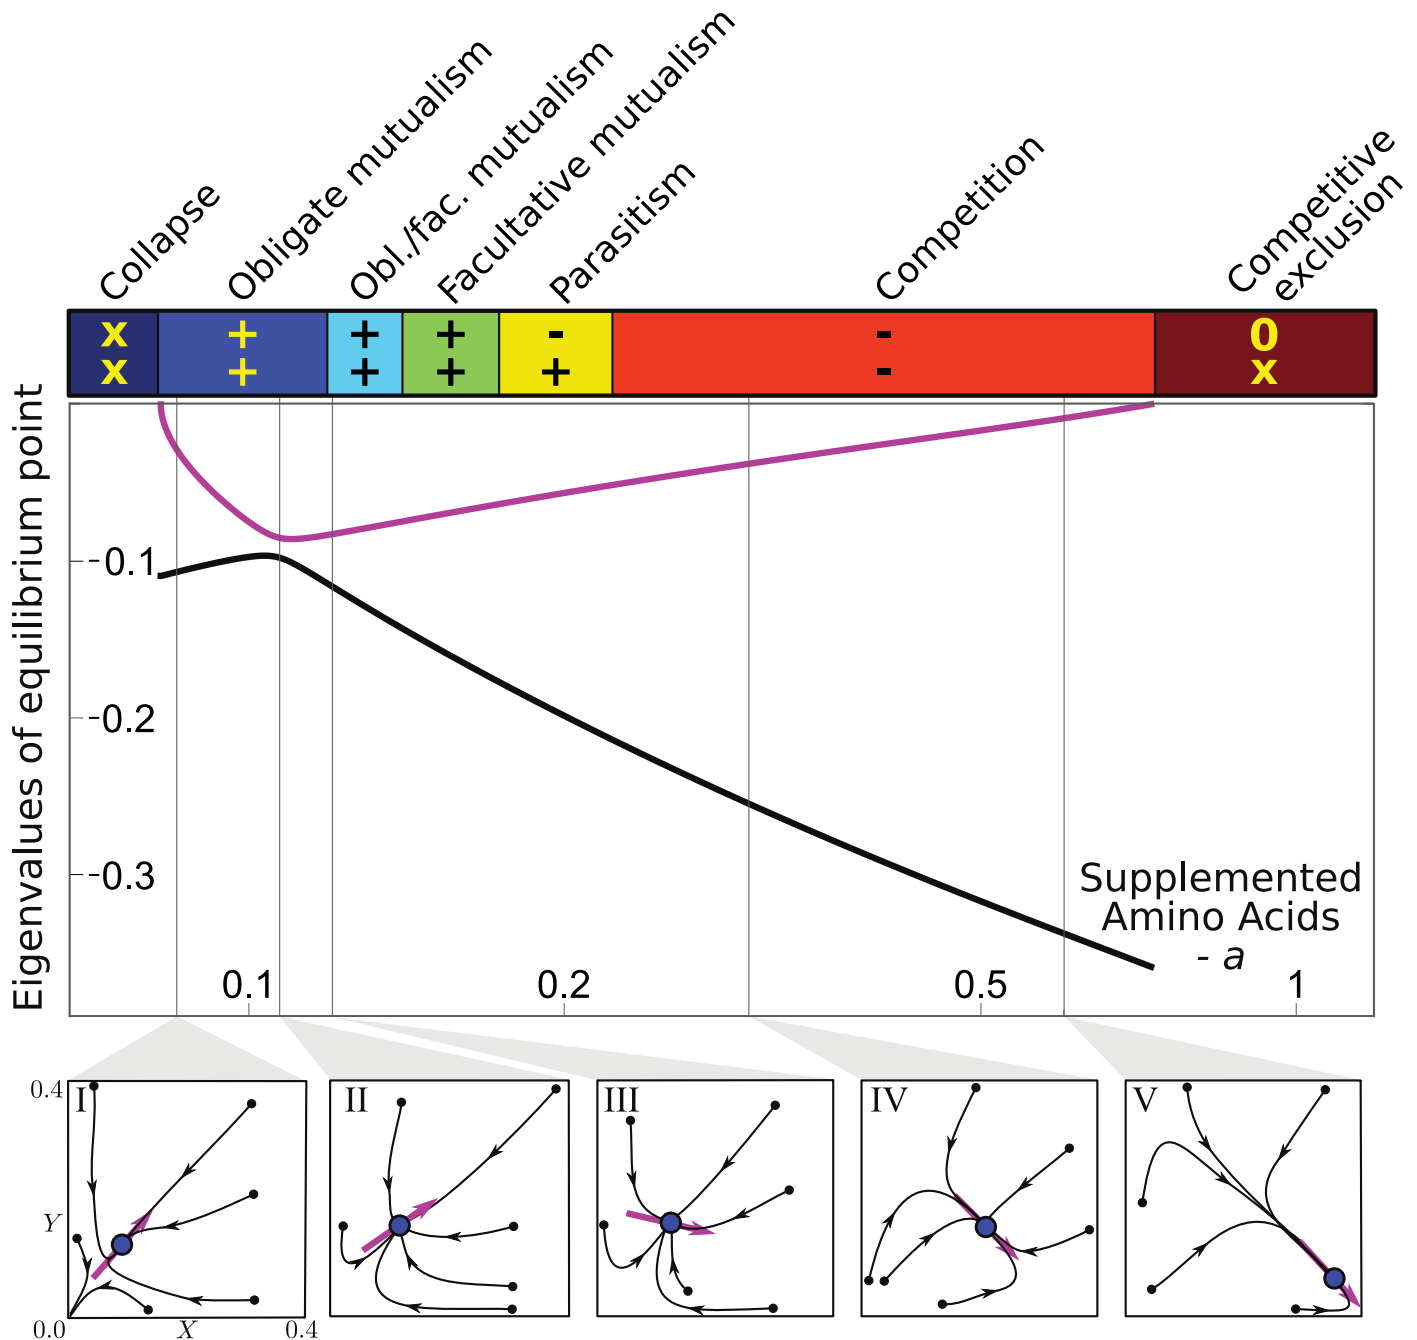 Collapse
Obligate mutualism
Obl./fac. mutualism
Facultative mutualism
Parasitism
Competition
Competitive
exclusion
x + + + - - 0
x + + + + - x
Eigenvalues of equilibrium point
-0.1
-0.2
-0.3
Supplemented
Amino Acids
- a
0.1 0.2 0.5 1
I II III IV V
0.4
Y
0.0 X 0.4